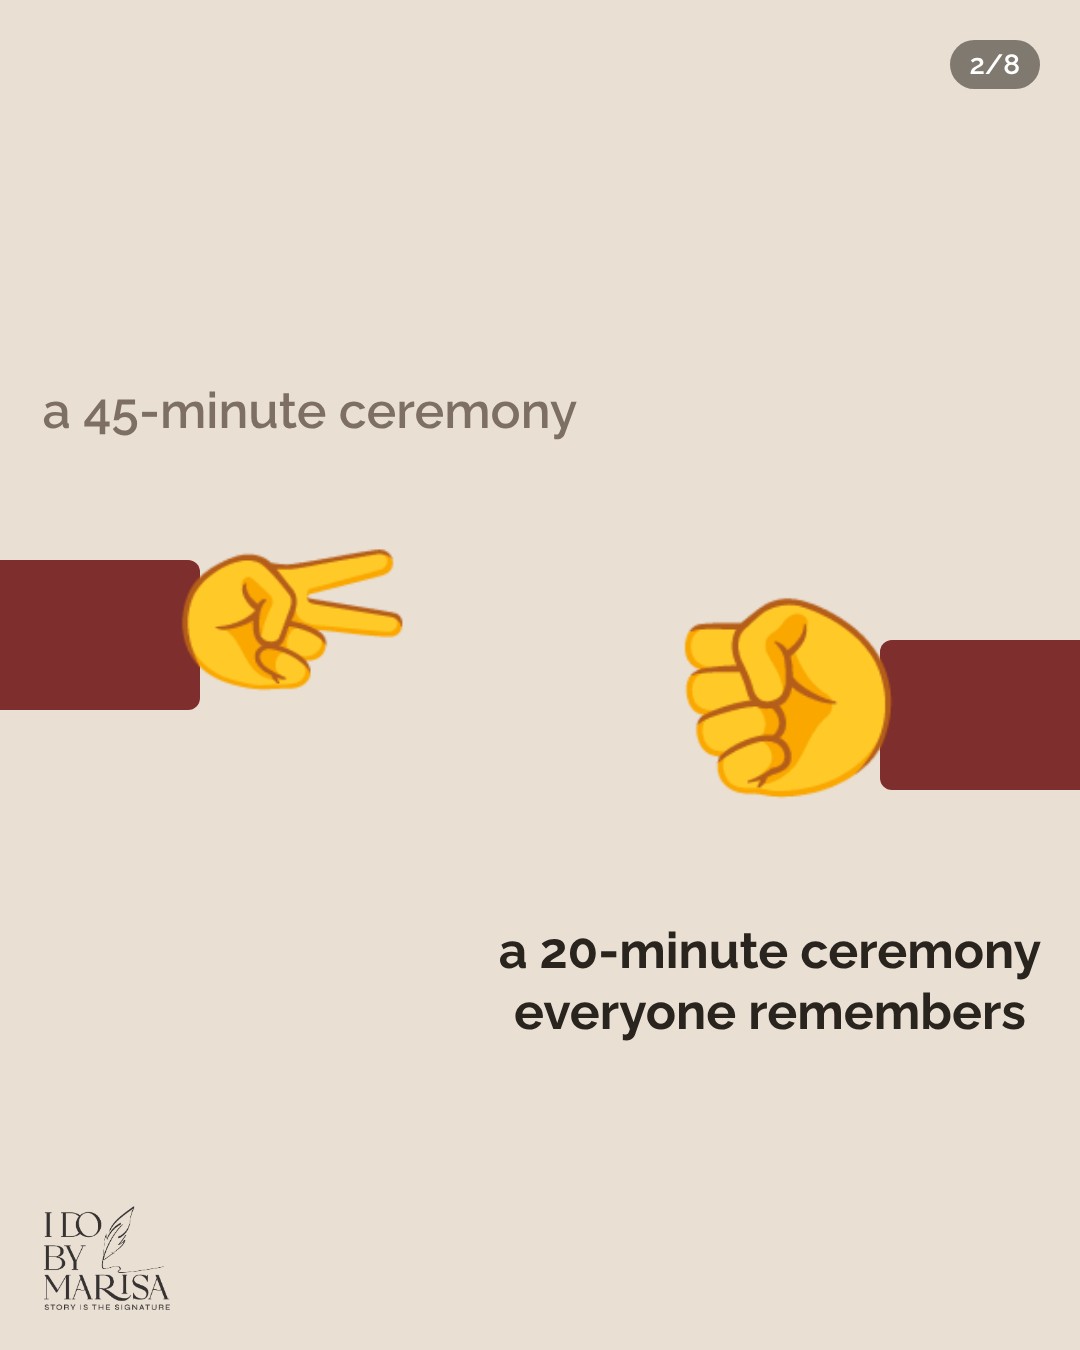 2/8
a 45-minute ceremony
a 20-minute ceremony
everyone remembers
I DO
BY
MARISA
STORY IS THE SIGNATURE